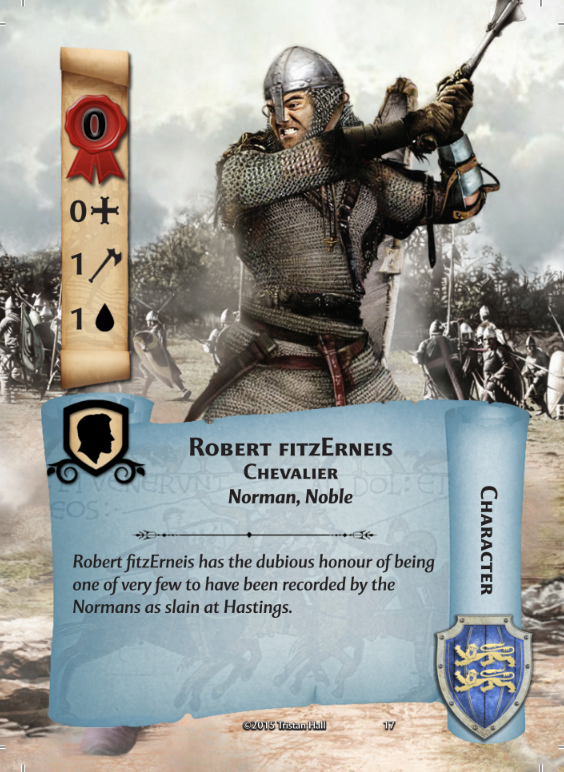 0
0
1
1
ROBERT FITZERNEIS
CHEVALIER
Norman, Noble
Robert fitzErneis has the dubious honour of being
one of very few to have been recorded by the
Normans as slain at Hastings.
CHARACTER
©2015 Tristan Hall
17